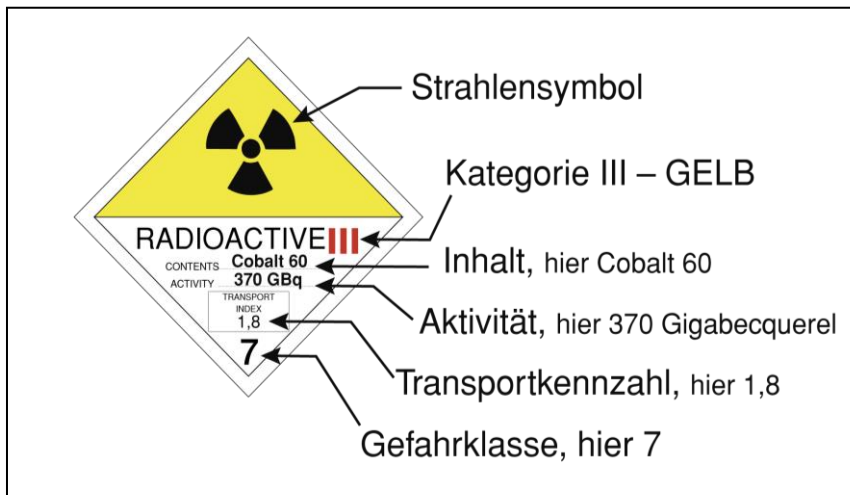 Strahlensymbol
Kategorie III – GELB
RADIOACTIVE III
CONTENTS Cobalt 60
Inhalt, hier Cobalt 60
ACTIVITY 370 GBq
Aktivität, hier 370 Gigabecquerel
TRANSPORT
INDEX
1,8
Transportkennzahl, hier 1,8
7
Gefahrklasse, hier 7